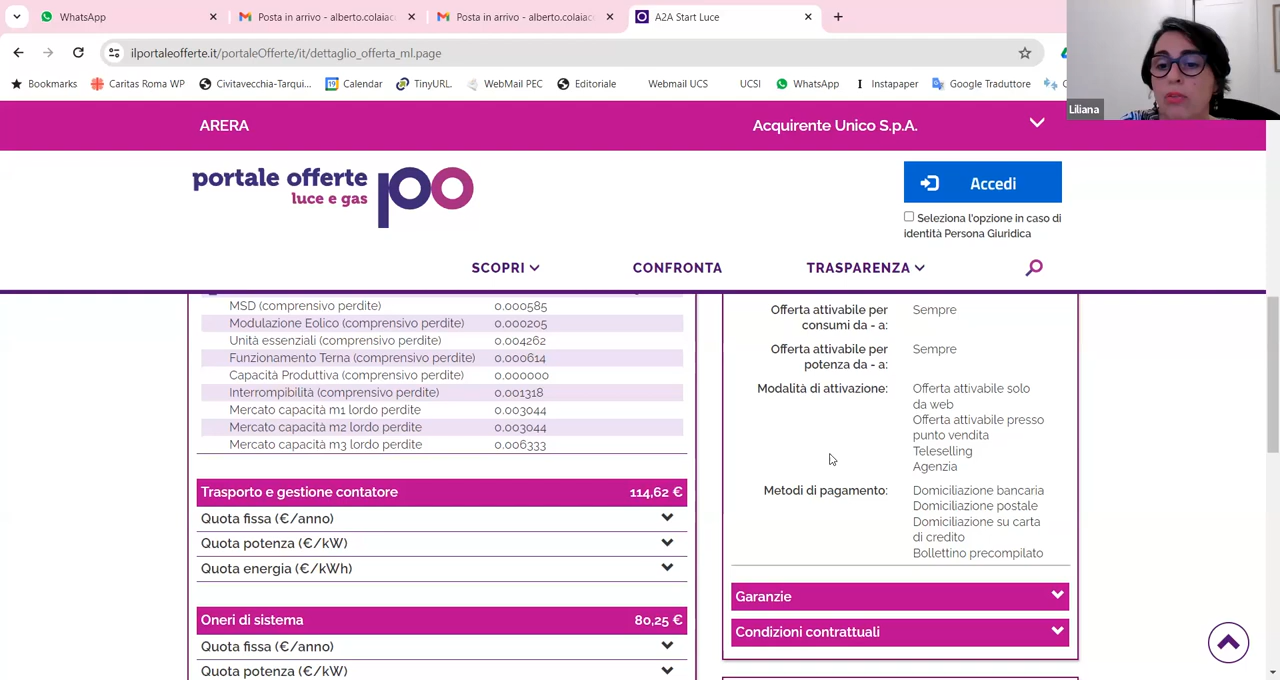 WhatsApp
Posta in arrivo - alberto.colaiac
Posta in arrivo - alberto.colaiac
A2A Start Luce
ilportaleofferte.it/portaleOfferte/it/dettaglio_offerta_ml.page
Bookmarks
Caritas Roma WP
Civitavecchia-Tarqui...
Calendar
TinyURL.
WebMail PEC
Editoriale
Webmail UCS
UCSI
WhatsApp
Instapaper
Google Traduttore
Liliana
ARERA
Acquirente Unico S.p.A.
portale offerte
luce e gas
po
Accedi
Seleziona l'opzione in caso di
identità Persona Giuridica
SCOPRI
CONFRONTA
TRASPARENZA
MSD (comprensivo perdite) 0.000585
Modulazione Eolico (comprensivo perdite) 0.000205
Unità essenziali (comprensivo perdite) 0.004262
Funzionamento Terna (comprensivo perdite) 0.000614
Capacità Produttiva (comprensivo perdite) 0.000000
Interrompibilità (comprensivo perdite) 0.001318
Mercato capacità m1 lordo perdite 0.003044
Mercato capacità m2 lordo perdite 0.003044
Mercato capacità m3 lordo perdite 0.006333
Trasporto e gestione contatore 114,62 €
Quota fissa (€/anno)
Quota potenza (€/kW)
Quota energia (€/kWh)
Oneri di sistema 80,25 €
Quota fissa (€/anno)
Quota potenza (€/kW)
Offerta attivabile per Sempre
consumi da - a:
Offerta attivabile per Sempre
potenza da - a:
Modalità di attivazione: Offerta attivabile solo
da web
Offerta attivabile presso
punto vendita
Teleselling
Agenzia
Metodi di pagamento: Domiciliazione bancaria
Domiciliazione postale
Domiciliazione su carta
di credito
Bollettino precompilato
Garanzie
Condizioni contrattuali